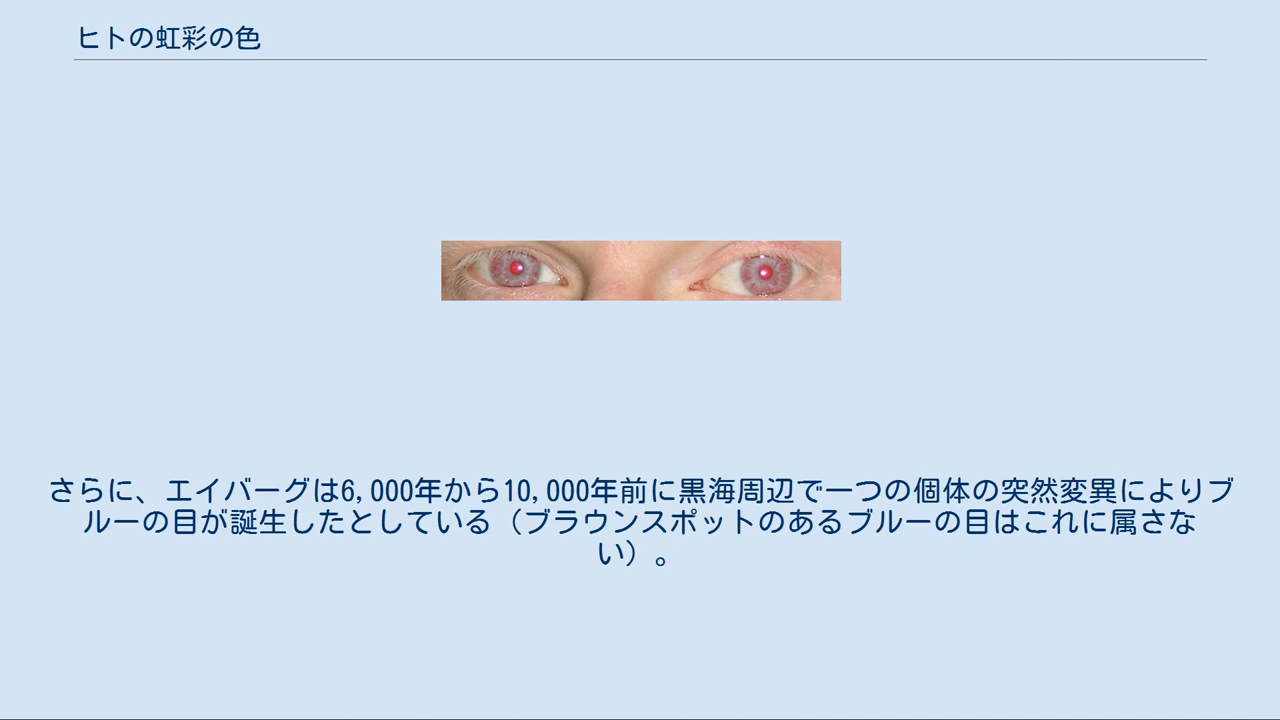 ヒトの虹彩の色
さらに、エイバーグは6,000年から10,000年前に黒海周辺で一つの個体の突然変異によりブ
ルーの目が誕生したとしている（ブラウンスポットのあるブルーの目はこれに属さな
い）。